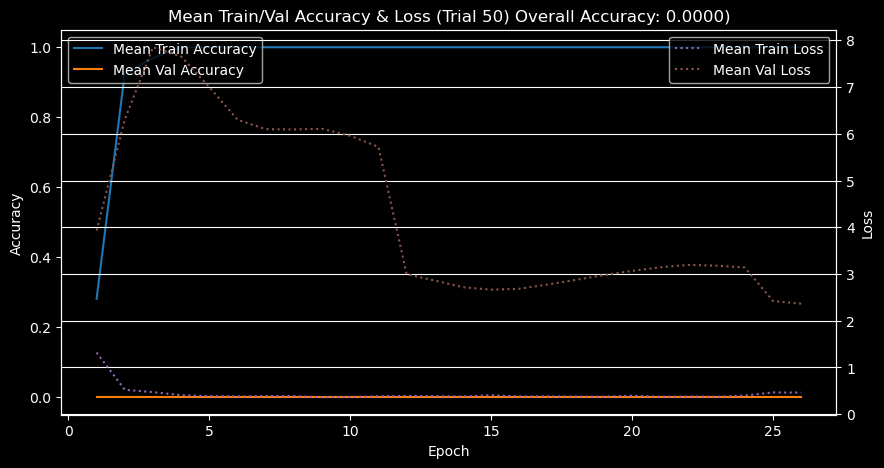 Mean Train/Val Accuracy & Loss (Trial 50) Overall Accuracy: 0.0000)
Mean Train Accuracy
Mean Val Accuracy
Mean Train Loss
Mean Val Loss
1.0
0.8
0.6
0.4
0.2
0.0
Accuracy
8
7
6
5
4
3
2
1
0
Loss
0
5
10
15
20
25
Epoch